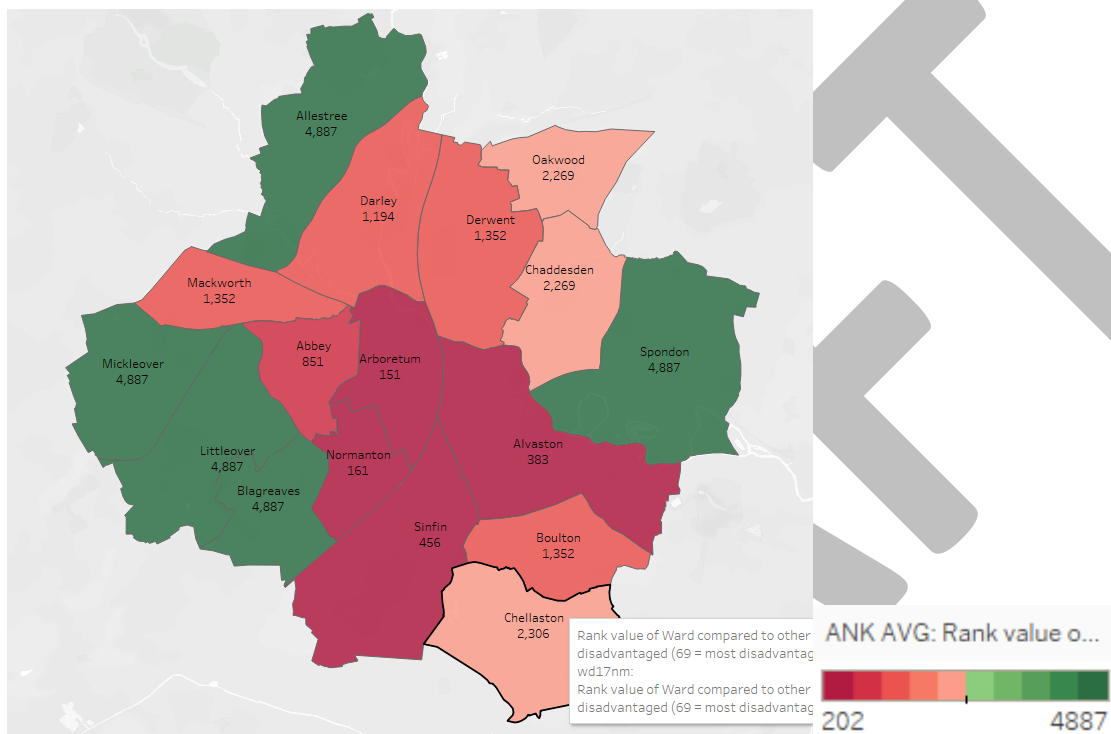 Allestree
4,887
Oakwood
2,269
Darley
1,194
Derwent
1,352
Chaddesden
2,269
Mackworth
1,352
Abbey
851
Arboretum
151
Spondon
4,887
Mickleover
4,887
Littleover
4,887
Normanton
161
Alvaston
383
Blagreaves
4,887
Sinfin
456
Boulton
1,352
Chellaston
2,306
Rank value of Ward compared to other
disadvantaged (69 = most disadvantag
wd17nm:
Rank value of Ward compared to other
disadvantaged (69 = most disadvantag
ANK AVG: Rank value o...
202
4887